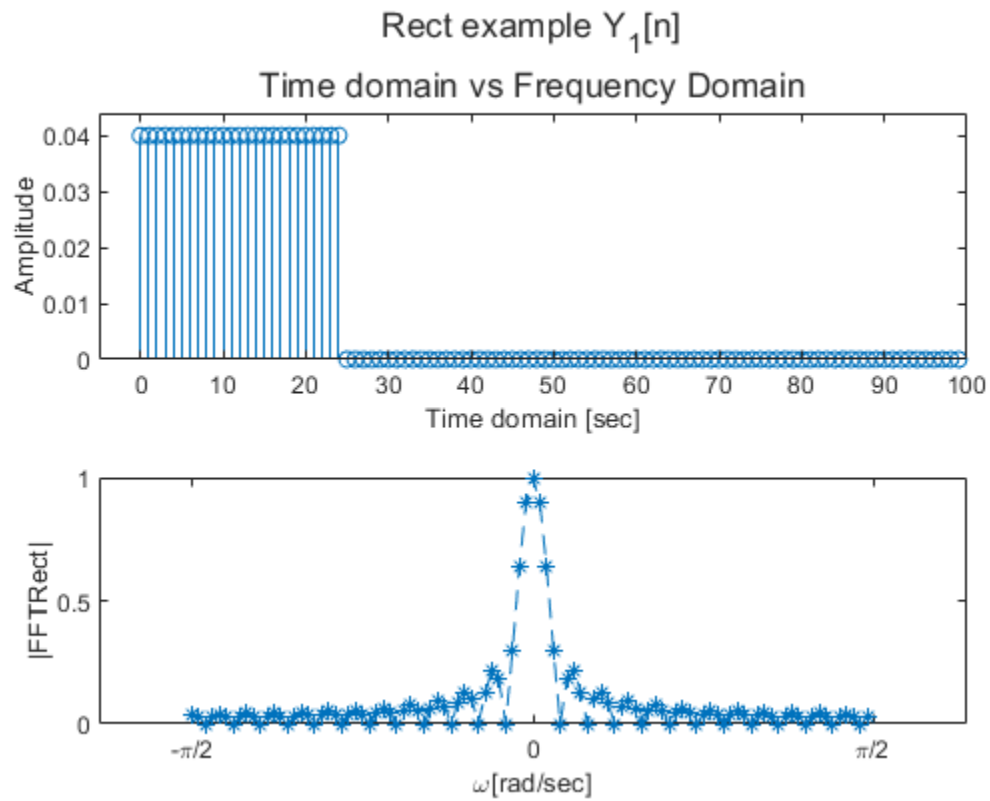 Rect example Y₁[n]
Time domain vs Frequency Domain
Amplitude
0.04
0.03
0.02
0.01
0
0 10 20 30 40 50 60 70 80 90 100
Time domain [sec]
|FFTRect|
1
0.5
0
-π/2 0 π/2
ω[rad/sec]